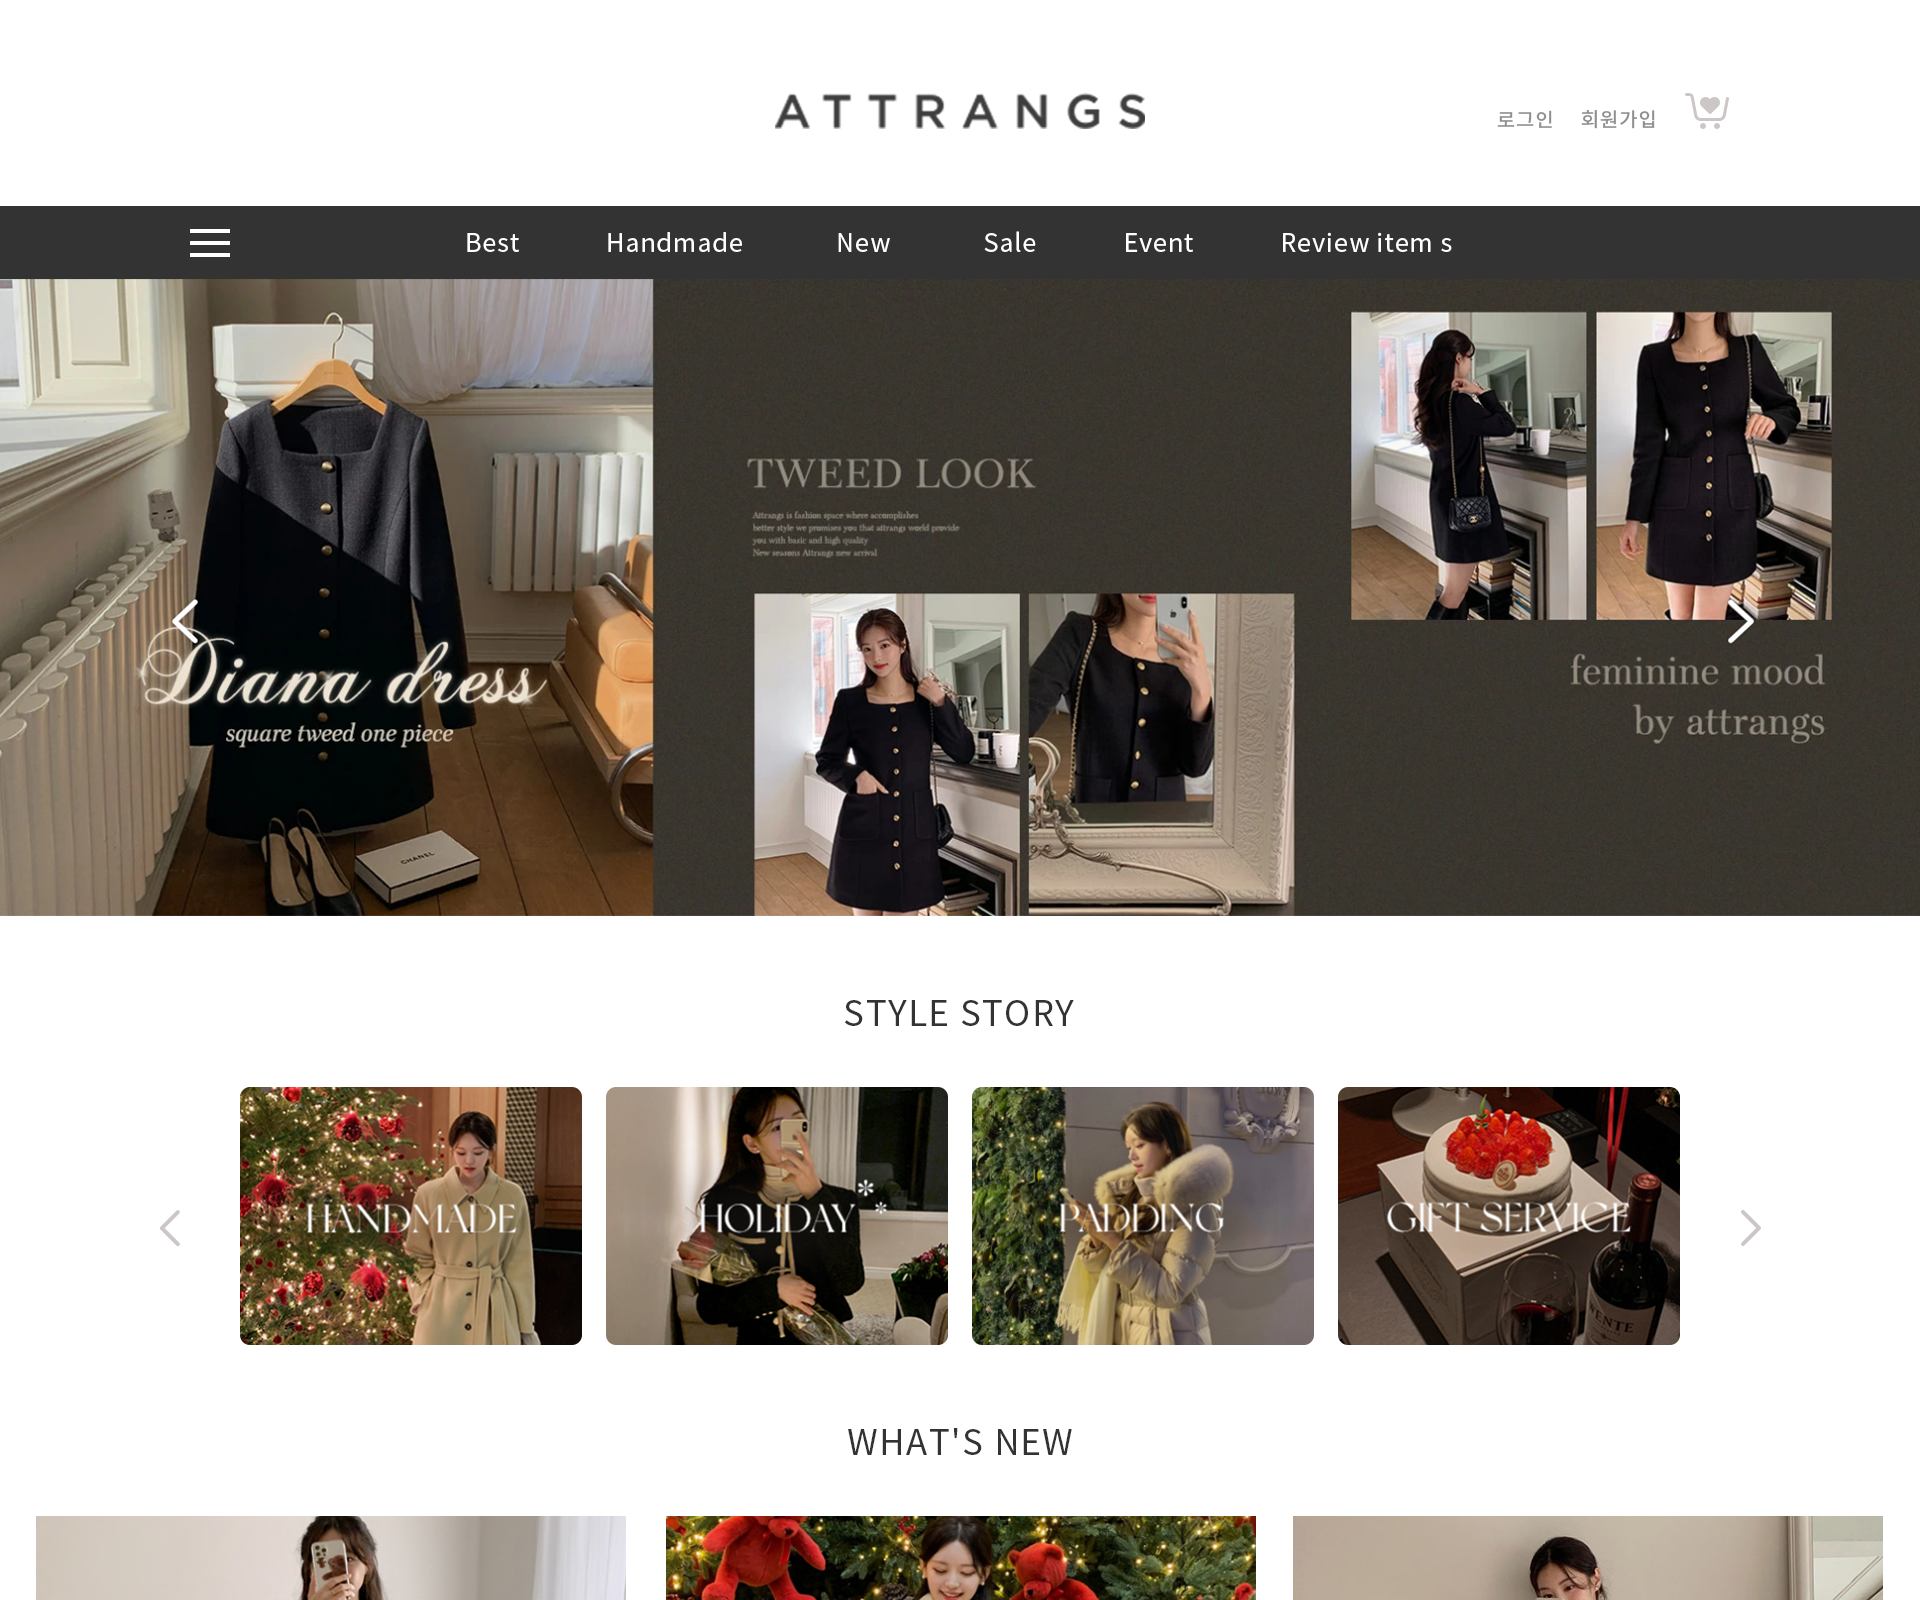 ATTRANGS
로그인 회원가입
Best Handmade New Sale Event Review item s
TWEED LOOK
Attrangs is fashion space where accomplishes
better style we promises you that attrangs world provide
you with basic and high quality
New seasons Attrangs new arrival
Diana dress
square tweed one piece
CHANEL
feminine mood
by attrangs
STYLE STORY
HANDMADE
HOLIDAY
PADDING
GIFT SERVICE
WHAT'S NEW